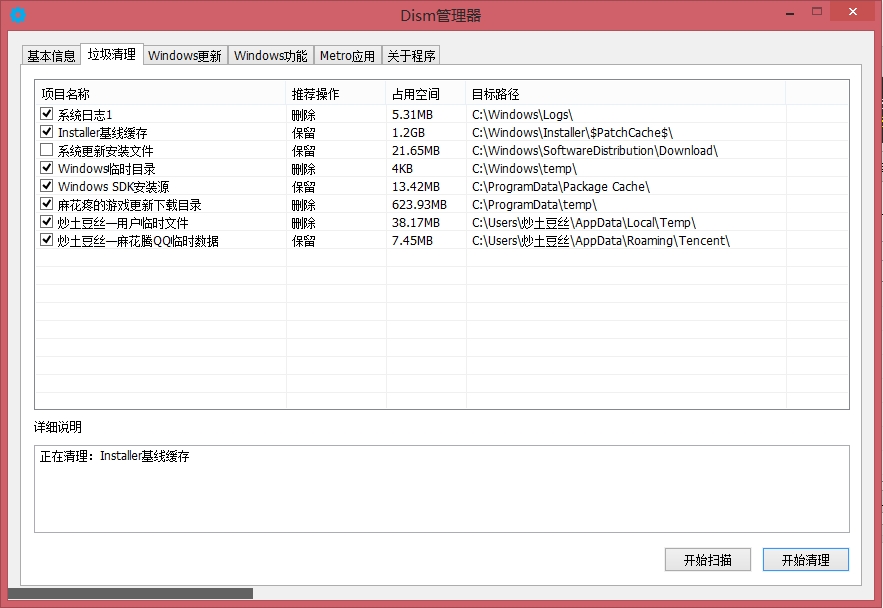 Dism管理器
基本信息 垃圾清理 Windows更新 Windows功能 Metro应用 关于程序
项目名称 推荐操作 占用空间 目标路径
系统日志1 删除 5.31MB C:\Windows\Logs\
Installer基线缓存 保留 1.2GB C:\Windows\Installer\$PatchCache$\
系统更新安装文件 保留 21.65MB C:\Windows\SoftwareDistribution\Download\
Windows临时目录 删除 4KB C:\Windows\temp\
Windows SDK安装源 保留 13.42MB C:\ProgramData\Package Cache\
麻花疼的游戏更新下载目录 删除 623.93MB C:\ProgramData\temp\
炒土豆丝—用户临时文件 删除 38.17MB C:\Users\炒土豆丝\AppData\Local\Temp\
炒土豆丝—麻花腾QQ临时数据 保留 7.45MB C:\Users\炒土豆丝\AppData\Roaming\Tencent\
详细说明
正在清理：Installer基线缓存
开始扫描 开始清理